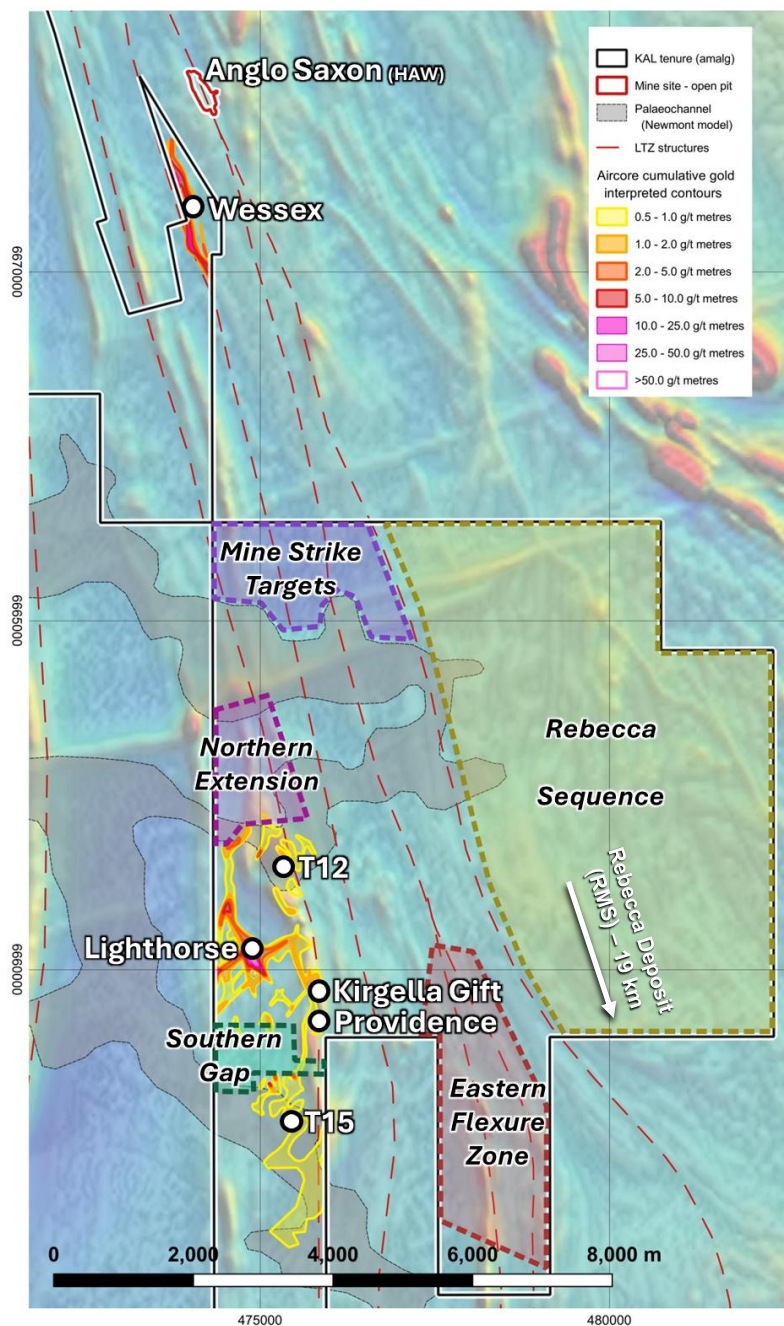 Anglo Saxon (HAW)
KAL tenure (amalg)
Mine site - open pit
Palaeochannel
(Newmont model)
LTZ structures
Aircore cumulative gold
interpreted contours
0.5 - 1.0 g/t metres
1.0 - 2.0 g/t metres
2.0 - 5.0 g/t metres
5.0 - 10.0 g/t metres
10.0 - 25.0 g/t metres
25.0 - 50.0 g/t metres
>50.0 g/t metres
Wessex
6670000
Mine Strike
Targets
6665000
Northern
Extension
Rebecca
Sequence
T12
Rebecca Deposit
(RMS) – 19 km
Lighthorse
6660000
Kirgella Gift
Providence
Southern
Gap
Eastern
Flexure
Zone
T15
0
2,000
4,000
6,000
8,000 m
475000
480000